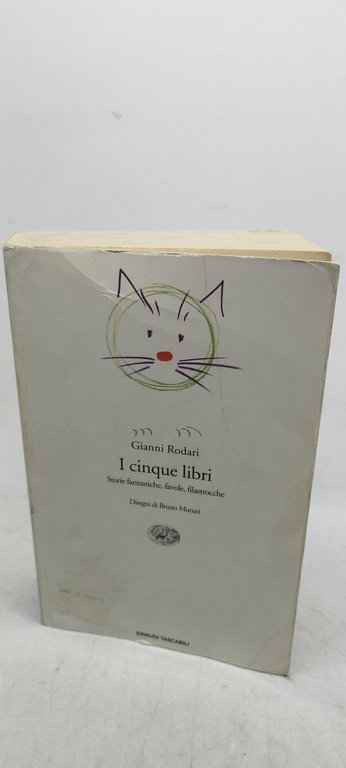 Gianni Rodari
I cinque libri
Storie fantastiche, favole, filastrocche
Disegni di Bruno Munari
EINAUDI TASCABILI